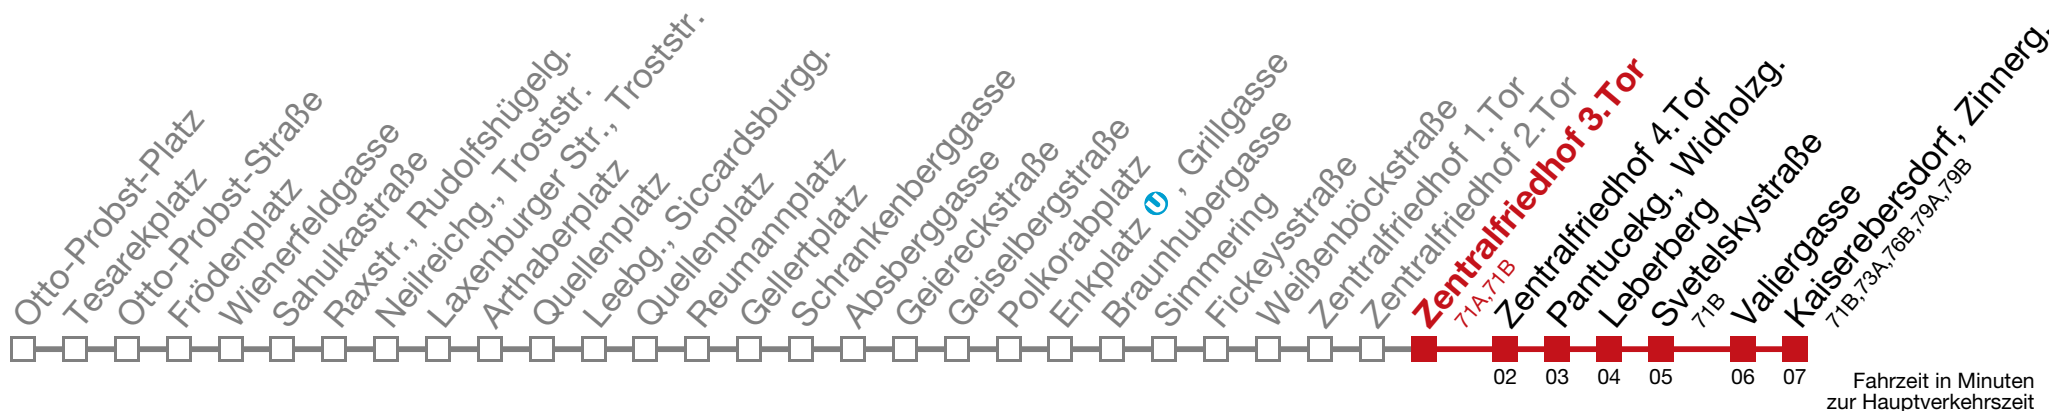 Otto-Probst-Platz
Tesarekplatz
Otto-Probst-Straße
Frödenplatz
Wienerfeldgasse
Sahulkastraße
Raxstr., Rudolfshügelg.
Neilreichg., Troststr.
Laxenburger Str., Troststr.
Arthaberplatz
Quellenplatz
Leebg., Siccardsburgg.
Quellenplatz
Reumannplatz
Gellertplatz
Schrankenberggasse
Absberggasse
Geiereckstraße
Geiselbergstraße
Polkorabplatz
Enkplatz U, Grillgasse
Braunhubergasse
Simmering
Fickeysstraße
Weißenböckstraße
Zentralfriedhof 1.Tor
Zentralfriedhof 2.Tor
Zentralfriedhof 3.Tor
71A,71B
Zentralfriedhof 4.Tor
Pantucekg., Widholzg.
Leberberg
Svetelskystraße
71B
Valiergasse
Kaiserebersdorf, Zinnerg.
71B,73A,76B,79A,79B
02 03 04 05 06 07
Fahrzeit in Minuten
zur Hauptverkehrszeit